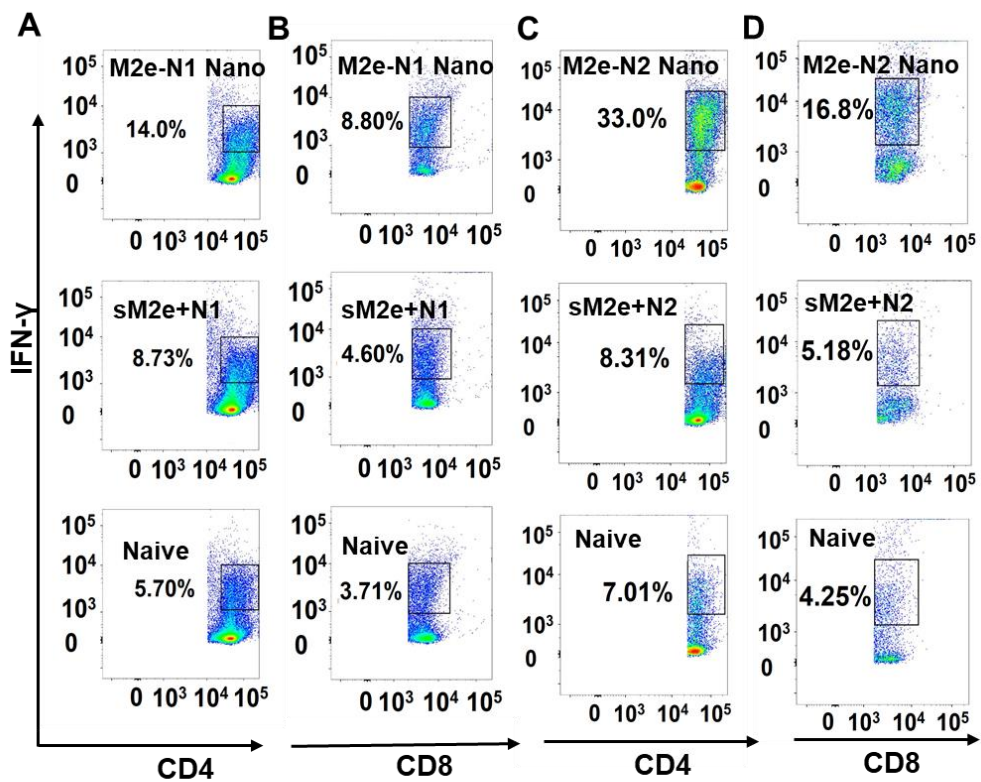 A
B
C
D
IFN-γ
M2e-N1 Nano
14.0%
10⁵
10⁴
10³
0
0 10³ 10⁴ 10⁵
M2e-N1 Nano
8.80%
10⁵
10⁴
10³
0
0 10³ 10⁴ 10⁵
M2e-N2 Nano
33.0%
10⁵
10⁴
10³
0
0 10³ 10⁴ 10⁵
M2e-N2 Nano
16.8%
10⁵
10⁴
10³
0
0 10³ 10⁴ 10⁵
sM2e+N1
8.73%
10⁵
10⁴
10³
0
0 10³ 10⁴ 10⁵
sM2e+N1
4.60%
10⁵
10⁴
10³
0
0 10³ 10⁴ 10⁵
sM2e+N2
8.31%
10⁵
10⁴
10³
0
0 10³ 10⁴ 10⁵
sM2e+N2
5.18%
10⁵
10⁴
10³
0
0 10³ 10⁴ 10⁵
Naive
5.70%
10⁵
10⁴
10³
0
0 10³ 10⁴ 10⁵
Naive
3.71%
10⁵
10⁴
10³
0
0 10³ 10⁴ 10⁵
Naive
7.01%
10⁵
10⁴
10³
0
0 10³ 10⁴ 10⁵
Naive
4.25%
10⁵
10⁴
10³
0
0 10³ 10⁴ 10⁵
CD4
CD8
CD4
CD8